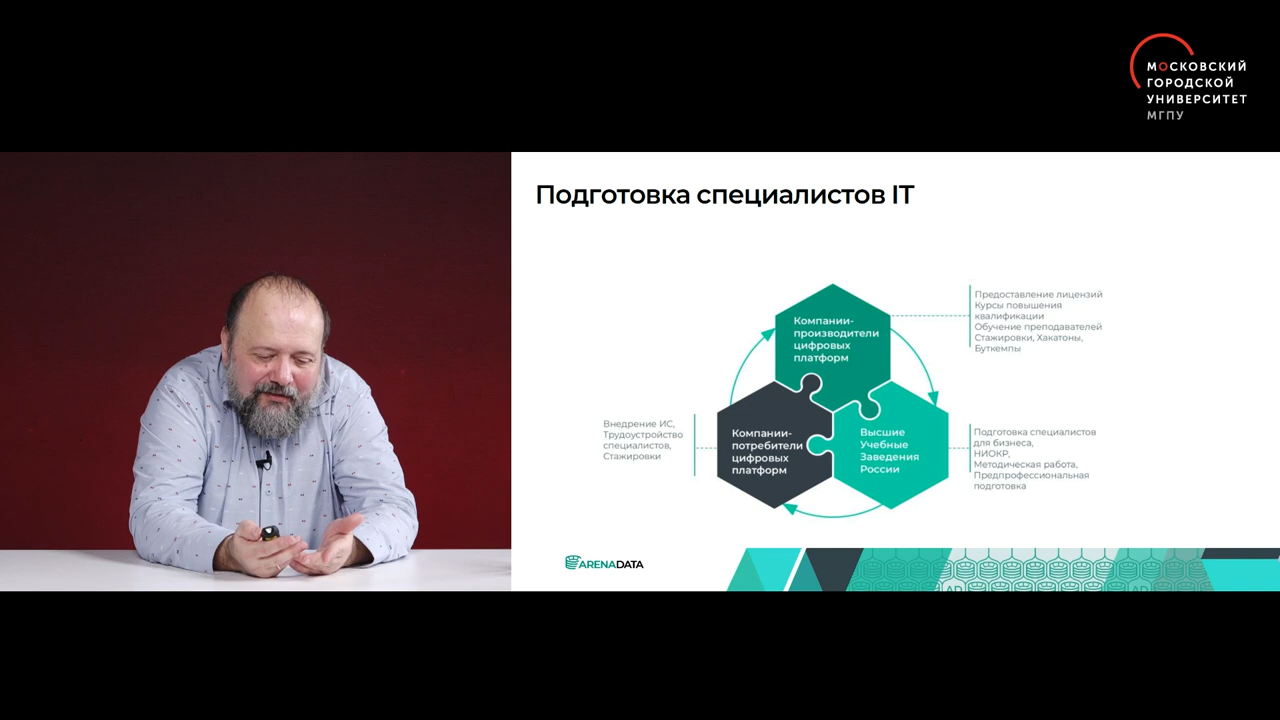 МОСКОВСКИЙ
ГОРОДСКОЙ
УНИВЕРСИТЕТ
МГПУ
Подготовка специалистов IT
Компании-
производители
цифровых
платформ
Предоставление лицензий
Курсы повышения
квалификации
Обучение преподавателей
Стажировки, Хакатоны,
Буткемпы
Внедрение ИС,
Трудоустройство
специалистов,
Стажировки
Компании-
потребители
цифровых
платформ
Высшие
Учебные
Заведения
России
Подготовка специалистов
для бизнеса,
НИОКР,
Методическая работа,
Предпрофессиональная
подготовка
ARENADATA
AD
AD